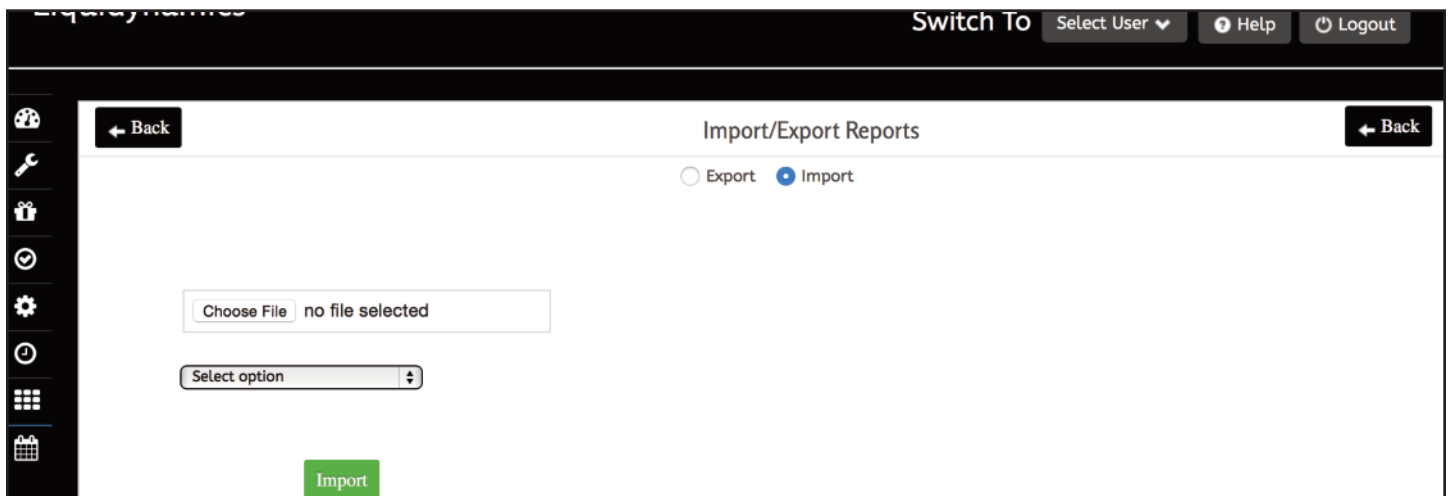 Liquidynamics
Switch To Select User Help Logout
Back Import/Export Reports Back
Export Import
Choose File no file selected
Select option
Import